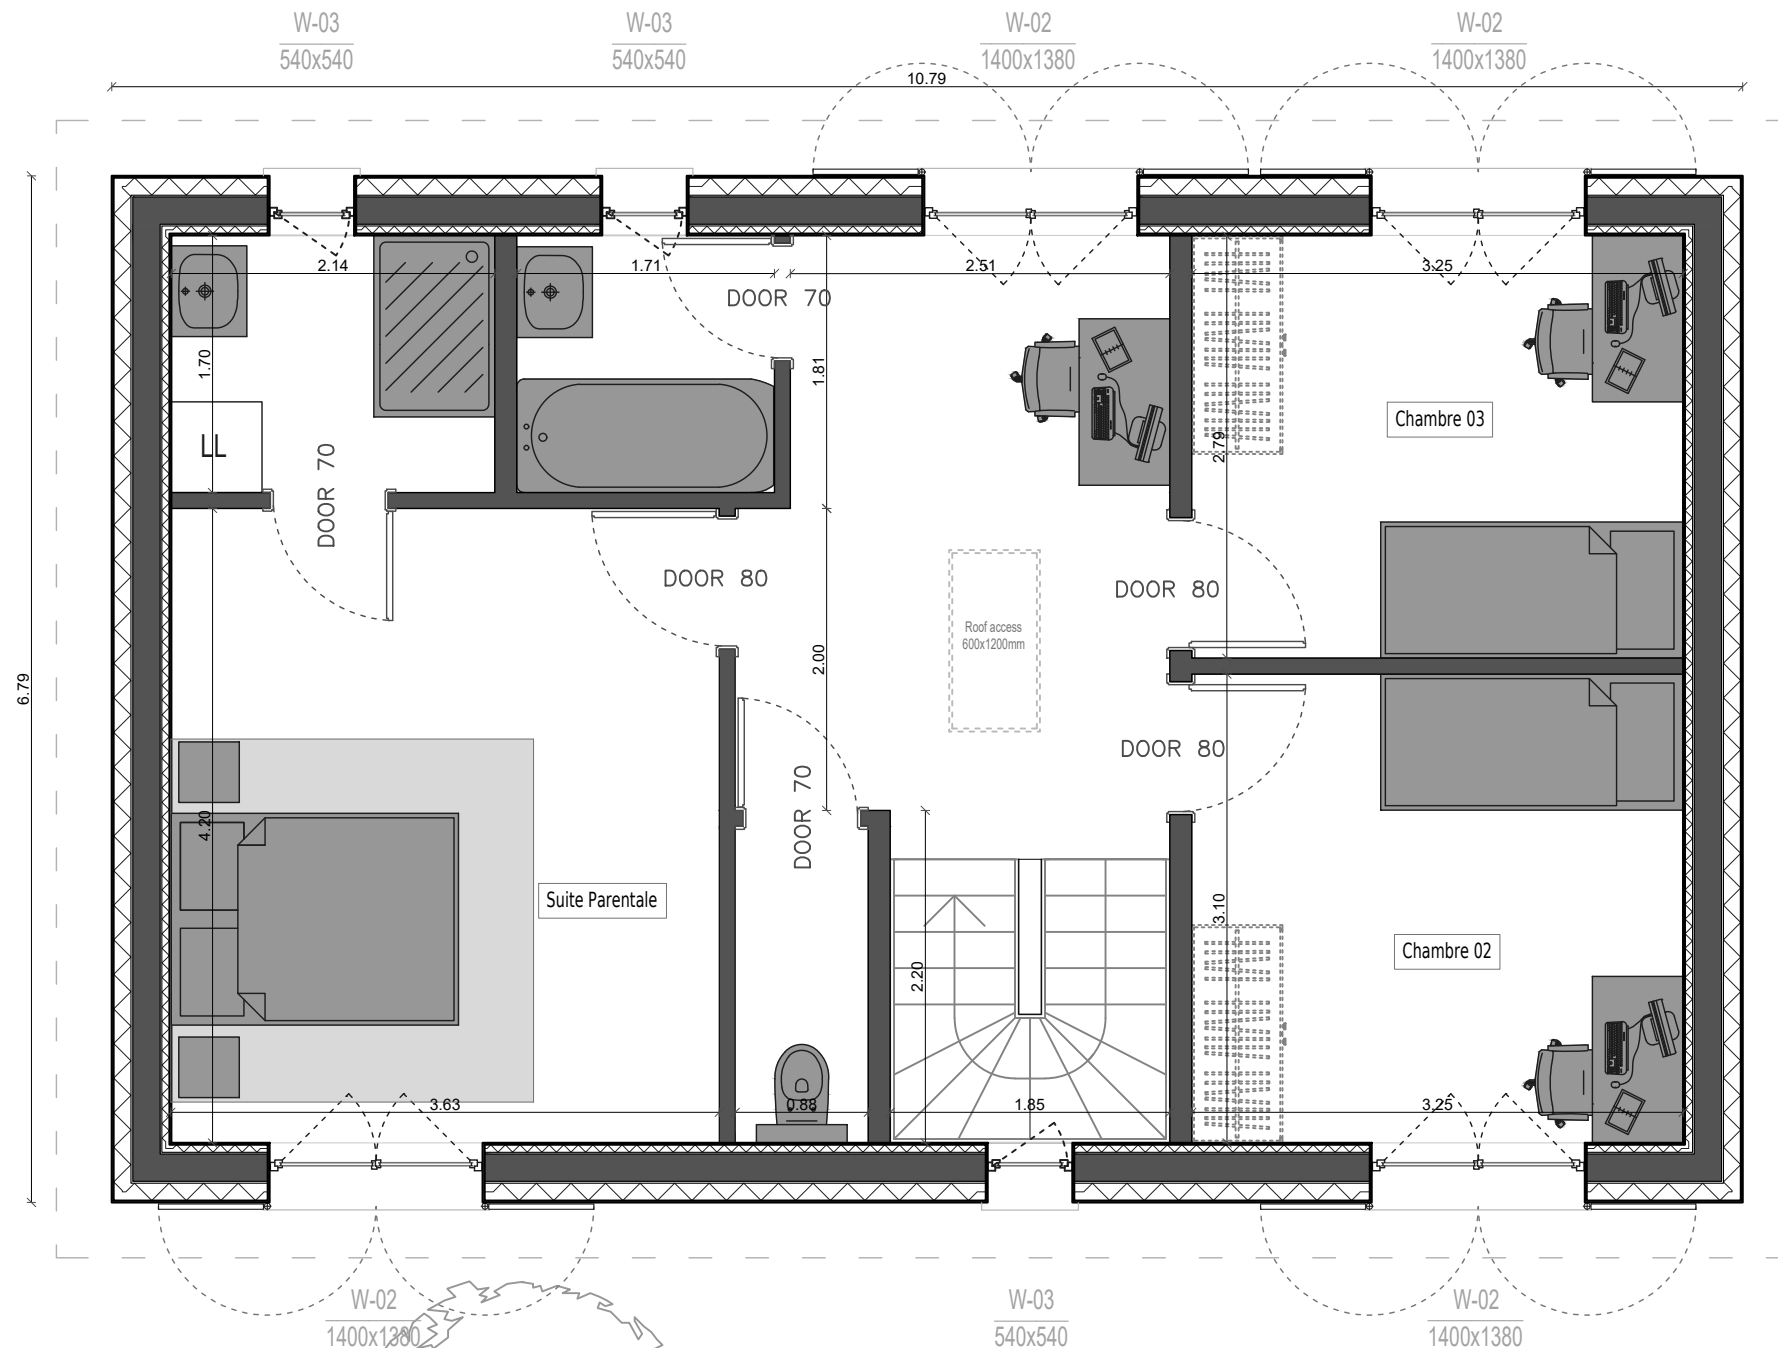 W-03
540x540
W-03
540x540
W-02
1400x1380
W-02
1400x1380
10.79
2.14
1.71
2.51
3.25
DOOR 70
1.70
1.81
LL
DOOR 70
2.79
Chambre 03
DOOR 80
DOOR 80
Roof access
600x1200mm
2.00
6.79
DOOR 80
DOOR 70
4.20
Suite Parentale
3.10
Chambre 02
2.20
3.63
0.88
1.85
3.25
W-02
1400x1380
W-03
540x540
W-02
1400x1380